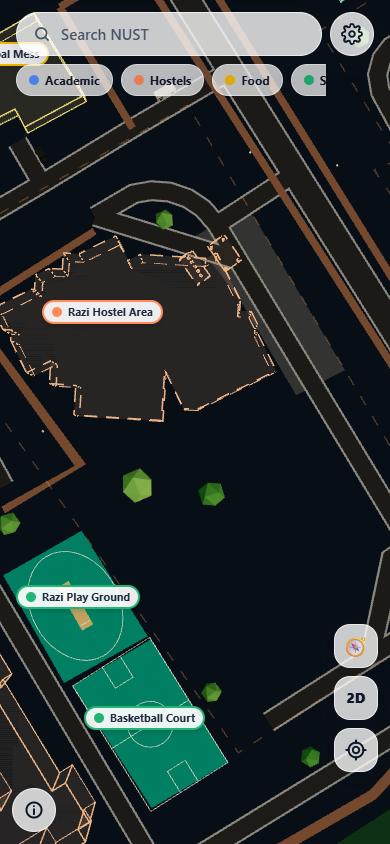 Search NUST
al Mess
Academic
Hostels
Food
S
Razi Hostel Area
Razi Play Ground
Basketball Court
2D